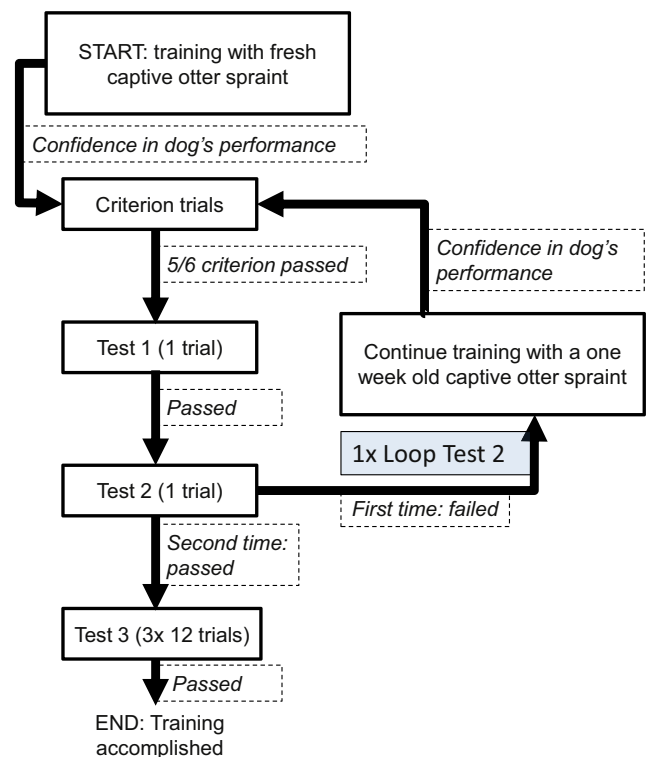 START: training with fresh
captive otter spraint
Confidence in dog's performance
Criterion trials
5/6 criterion passed
Confidence in dog's
performance
Test 1 (1 trial)
Continue training with a one
week old captive otter spraint
Passed
1x Loop Test 2
Test 2 (1 trial)
First time: failed
Second time:
passed
Test 3 (3x 12 trials)
Passed
END: Training
accomplished